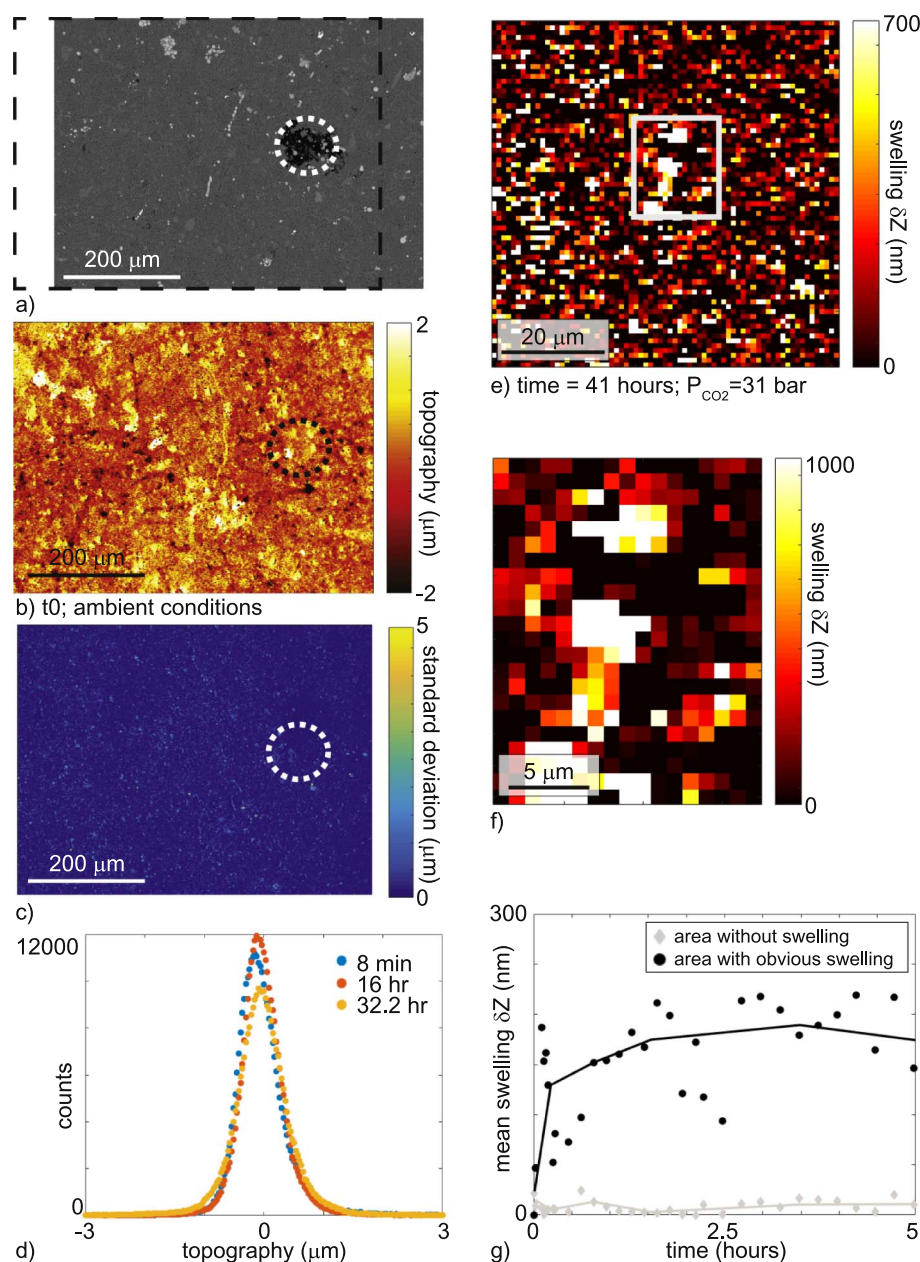 200 μm
a)
2
topography (μm)
-2
200 μm
b) t0; ambient conditions
5
standard deviation (μm)
0
200 μm
c)
12000
counts
0
8 min
16 hr
32.2 hr
-3
0
3
d)
topography (μm)
700
swelling δZ (nm)
0
20 μm
e) time = 41 hours; P_CO2=31 bar
1000
swelling δZ (nm)
0
5 μm
f)
300
mean swelling δZ (nm)
0
area without swelling
area with obvious swelling
0
2.5
5
g)
time (hours)